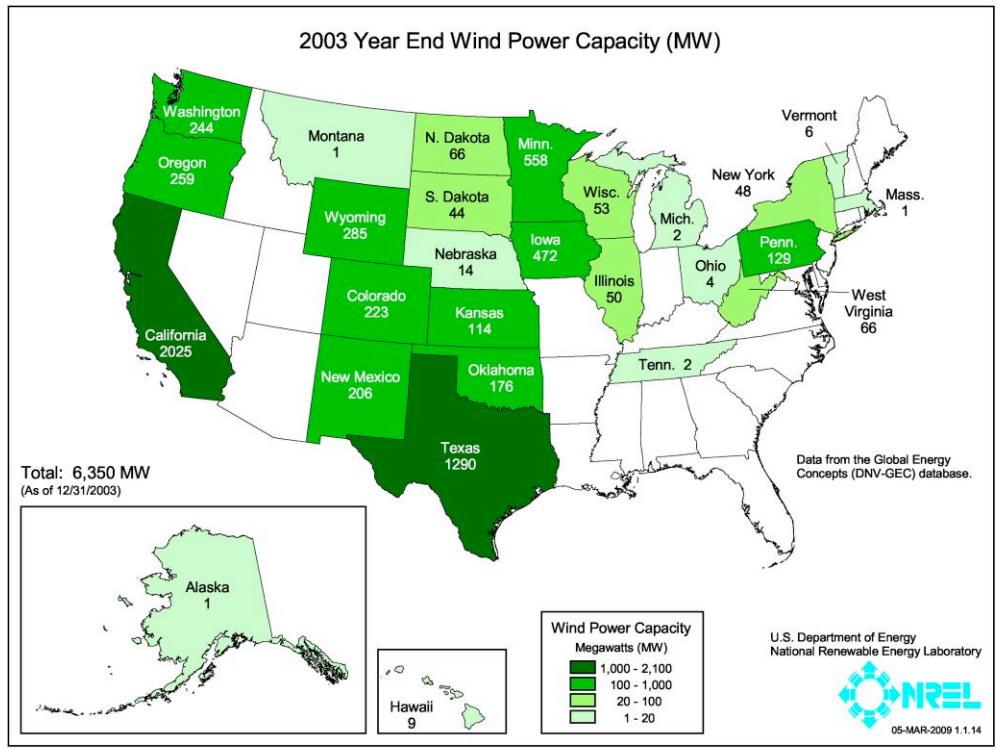 2003 Year End Wind Power Capacity (MW)
Washington
244
Oregon
259
California
2025
Montana
1
Wyoming
285
Colorado
223
New Mexico
206
N. Dakota
66
S. Dakota
44
Nebraska
14
Kansas
114
Oklahoma
176
Texas
1290
Minn.
558
Iowa
472
Wisc.
53
Illinois
50
Mich.
2
Ohio
4
Tenn. 2
Vermont
6
New York
48
Mass.
1
Penn.
129
West
Virginia
66
Total: 6,350 MW
(As of 12/31/2003)
Data from the Global Energy
Concepts (DNV-GEC) database.
Alaska
1
Hawaii
9
Wind Power Capacity
Megawatts (MW)
1,000 - 2,100
100 - 1,000
20 - 100
1 - 20
U.S. Department of Energy
National Renewable Energy Laboratory
NREL
05-MAR-2009 1.1.14